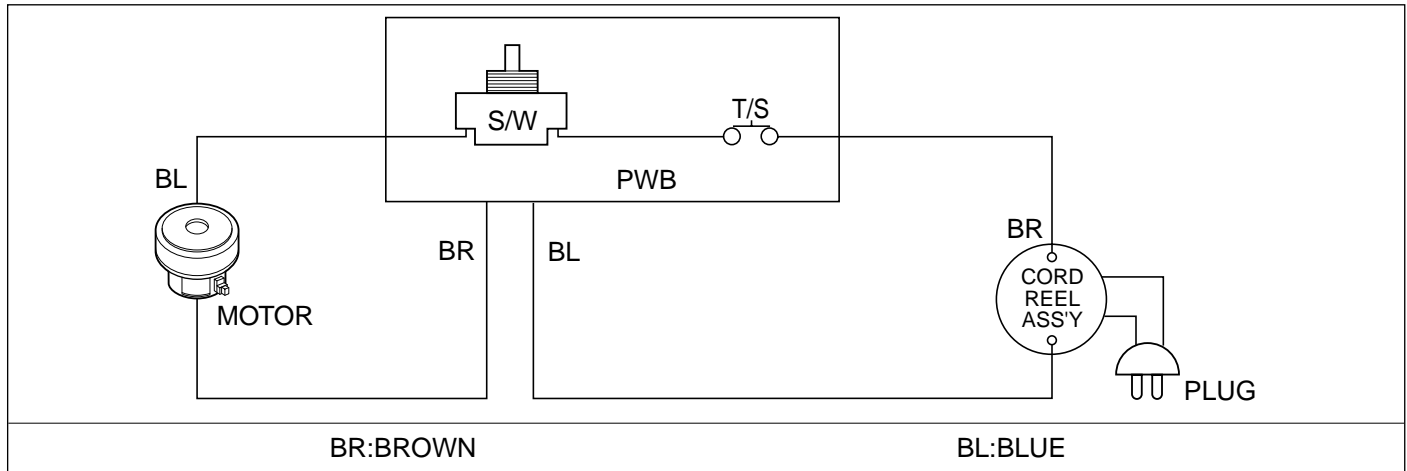 S/W
T/S
PWB
BL
MOTOR
BR
BL
BR
CORD
REEL
ASS'Y
PLUG
BR:BROWN
BL:BLUE